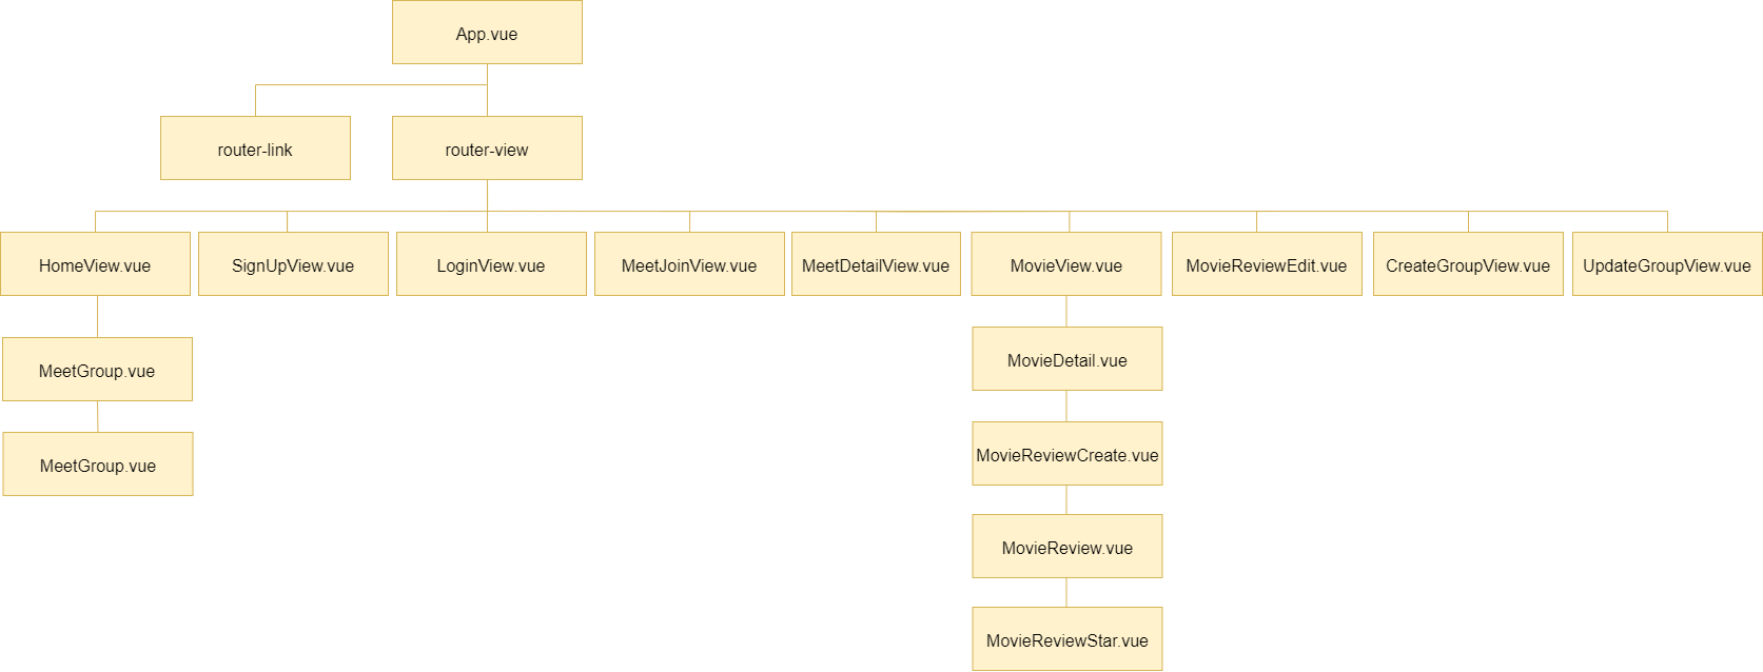 App.vue
router-link
router-view
HomeView.vue
SignUpView.vue
LoginView.vue
MeetJoinView.vue
MeetDetailView.vue
MovieView.vue
MovieReviewEdit.vue
CreateGroupView.vue
UpdateGroupView.vue
MeetGroup.vue
MovieDetail.vue
MeetGroup.vue
MovieReviewCreate.vue
MovieReview.vue
MovieReviewStar.vue